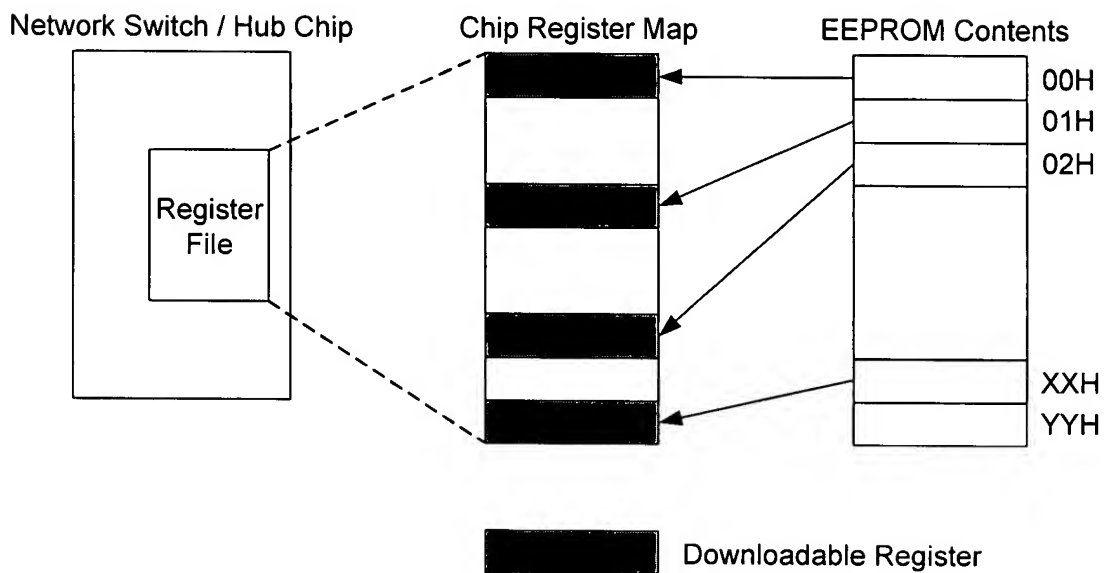 Network Switch / Hub Chip
Chip Register Map
EEPROM Contents
00H
01H
02H
Register
File
XXH
YYH
Downloadable Register